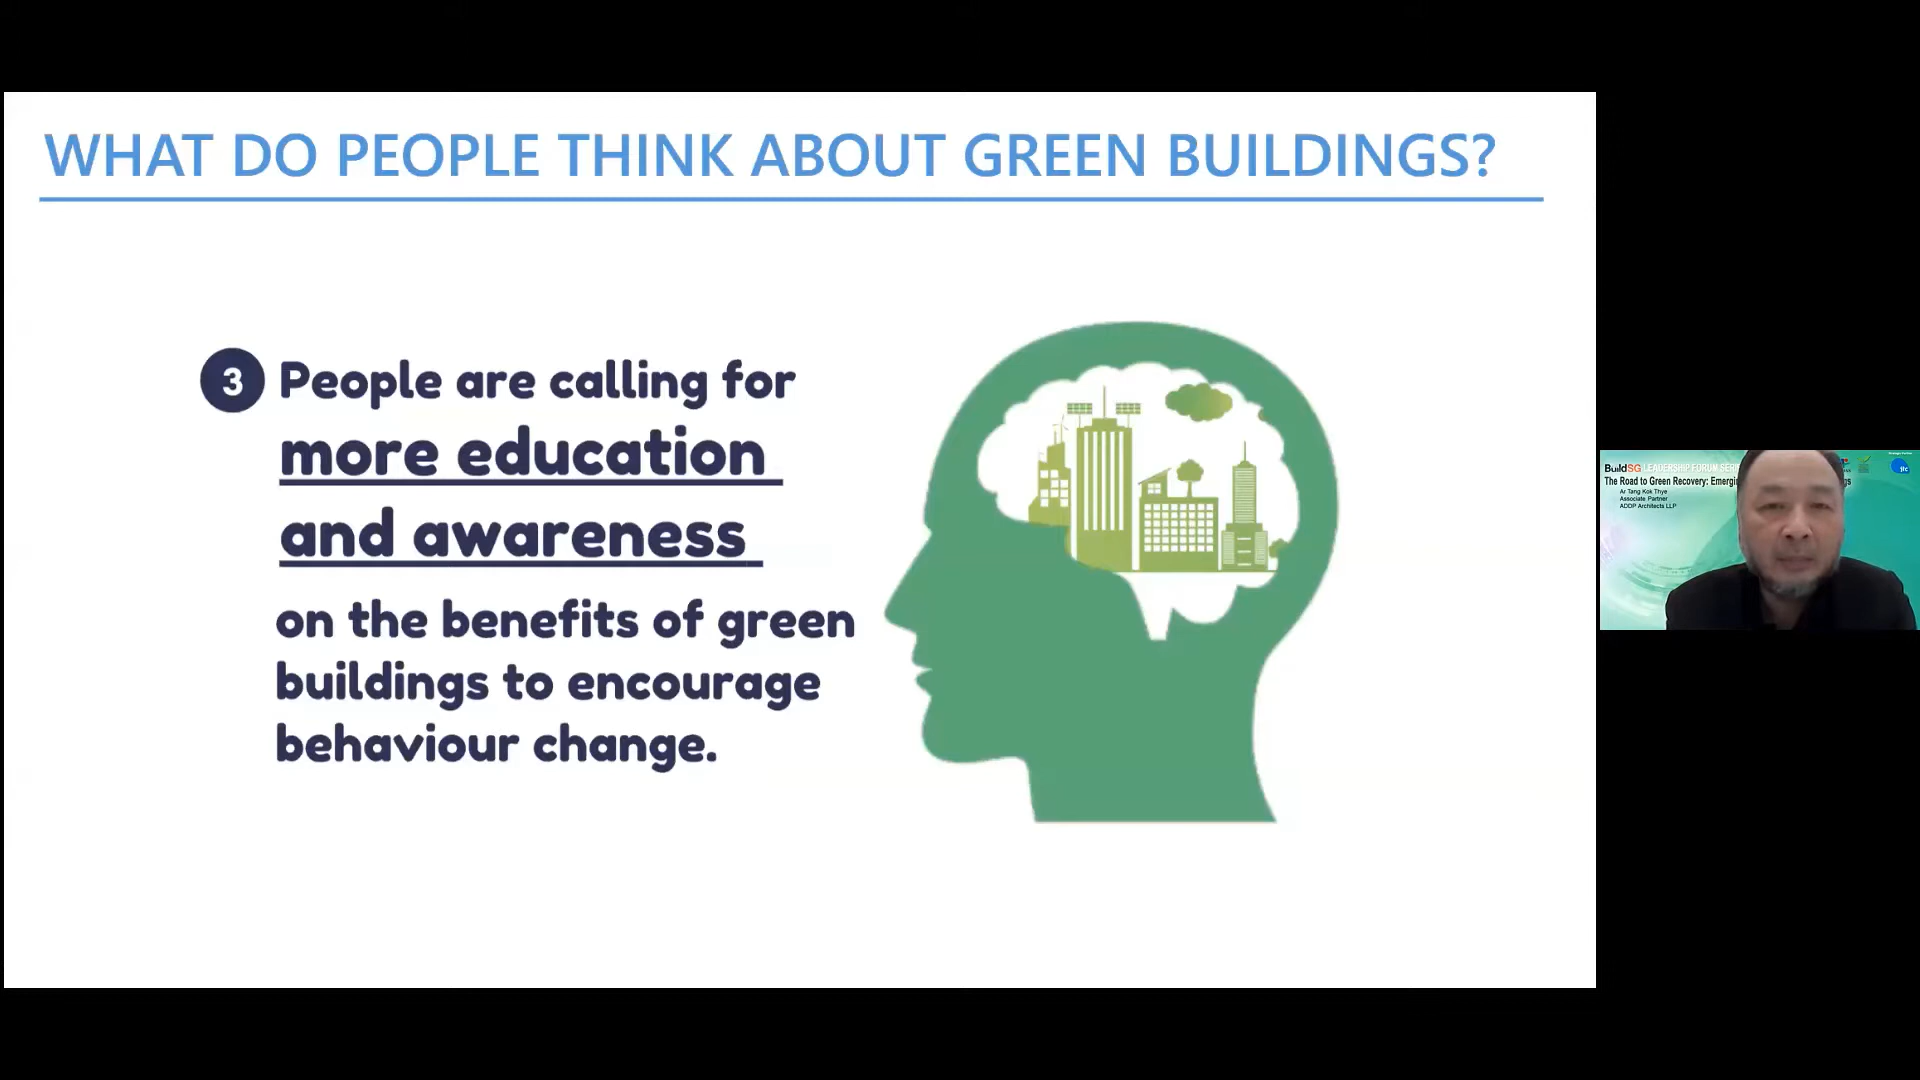 WHAT DO PEOPLE THINK ABOUT GREEN BUILDINGS?
3 People are calling for
more education
and awareness
on the benefits of green
buildings to encourage
behaviour change.
BuildSG LEADERSHIP FORUM
The Road to Green Recovery:
Ar Tang Kok Thye
Associate Partner
ADDP Architects LLP
jtc